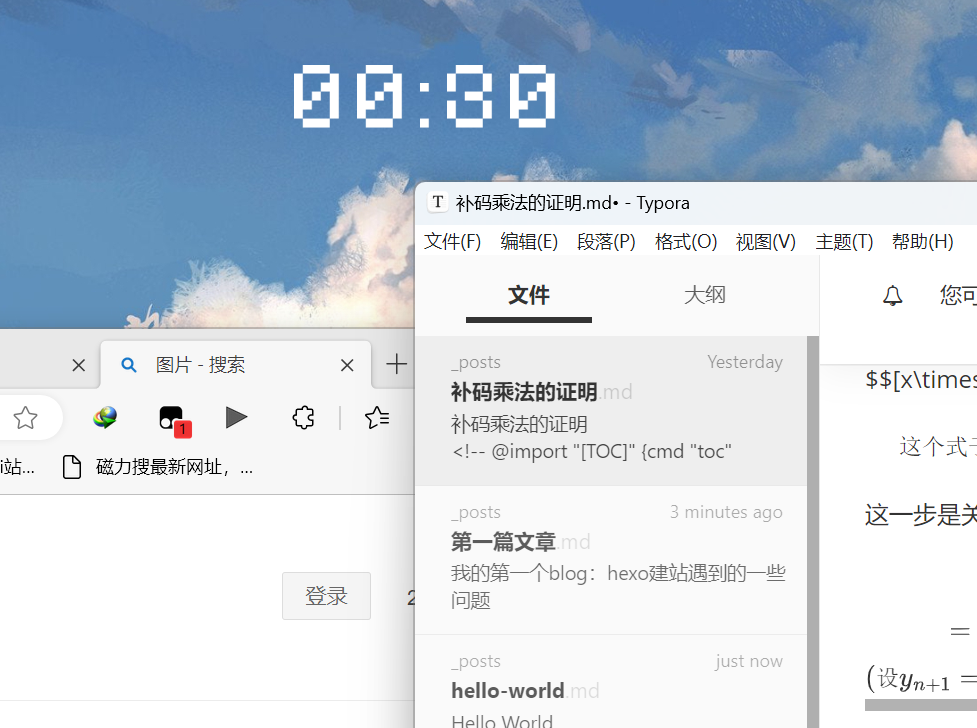 00:30
补码乘法的证明.md• - Typora
文件(F) 编辑(E) 段落(P) 格式(O) 视图(V) 主题(T) 帮助(H)
文件 大纲
您可
_posts Yesterday
补码乘法的证明.md
补码乘法的证明
<!-- @import "[TOC]" {cmd "toc"
_posts 3 minutes ago
第一篇文章.md
我的第一个blog：hexo建站遇到的一些
问题
_posts just now
hello-world.md
Hello World
$$[x\times
这个式
这一步是关
=
(设yn+1 =
图片 - 搜索
1
站...
磁力搜最新网址，...
登录
2